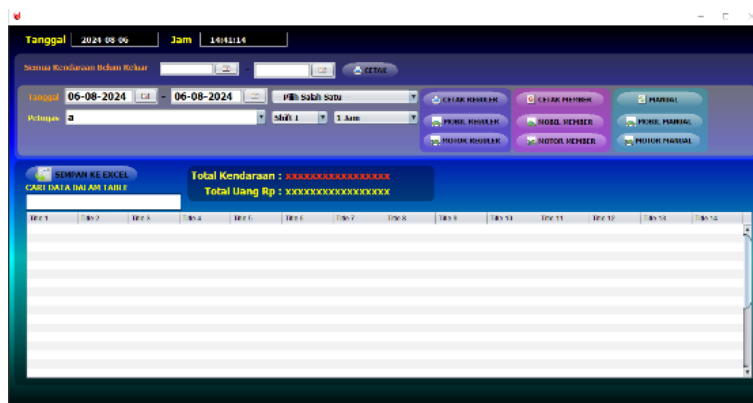 Tanggal 2024-08-06 Jam 14:41:14
Semua Kendaraan Belum Keluar - CETAK
Tanggal 06-08-2024 - 06-08-2024 Pilih Salah Satu CETAK REGULER CETAK MEMBER MANUAL
Petugas a Shift 1 1 Jam MOBIL REGULER MOBIL MEMBER MOBIL MANUAL
MOTOR REGULER MOTOR MEMBER MOTOR MANUAL
SIMPAN KE EXCEL Total Kendaraan : xxxxxxxxxxxxxxxxx
CARI DATA DALAM TABLE Total Uang Rp : xxxxxxxxxxxxxxxxx
Title 1 Title 2 Title 3 Title 4 Title 5 Title 6 Title 7 Title 8 Title 9 Title 10 Title 11 Title 12 Title 13 Title 14